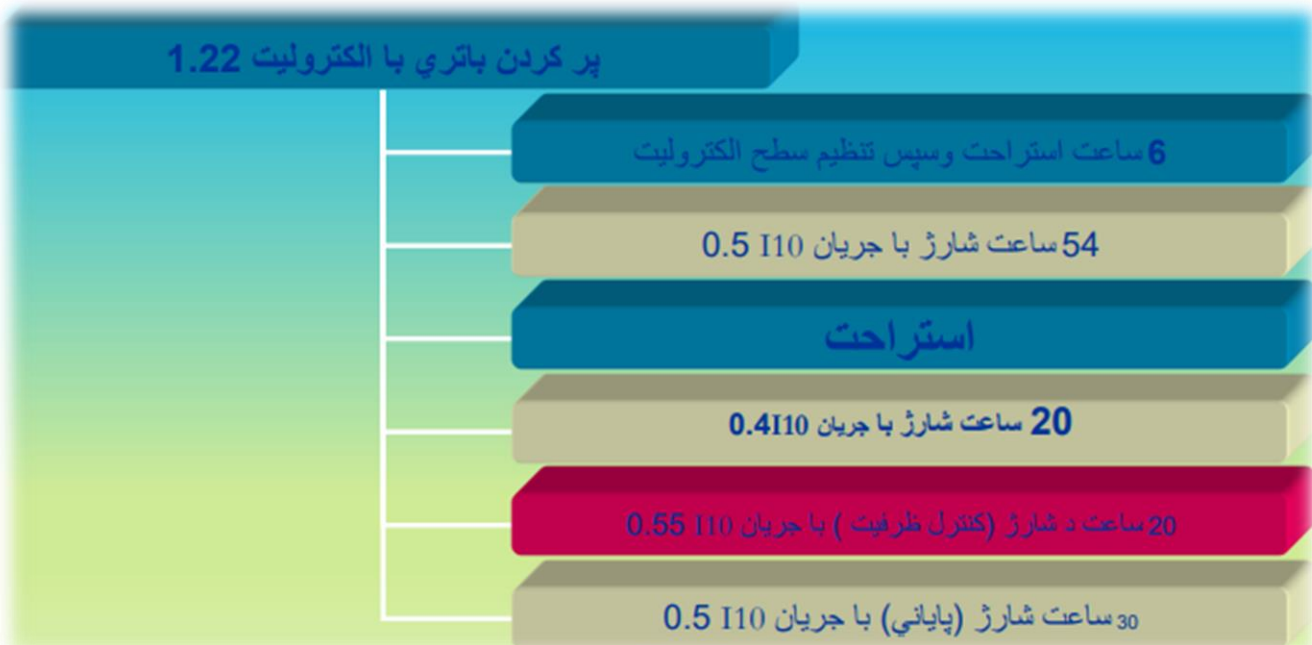 پر كردن باتري با الكتروليت 1.22
6 ساعت استراحت وسپس تنظيم سطح الكتروليت
54 ساعت شارژ با جريان 0.5 I10
استراحت
20 ساعت شارژ با جريان 0.4I10
20 ساعت د شارژ (كنترل ظرفيت ) با جريان 0.55 I10
30 ساعت شارژ (پاياني) با جريان 0.5 I10